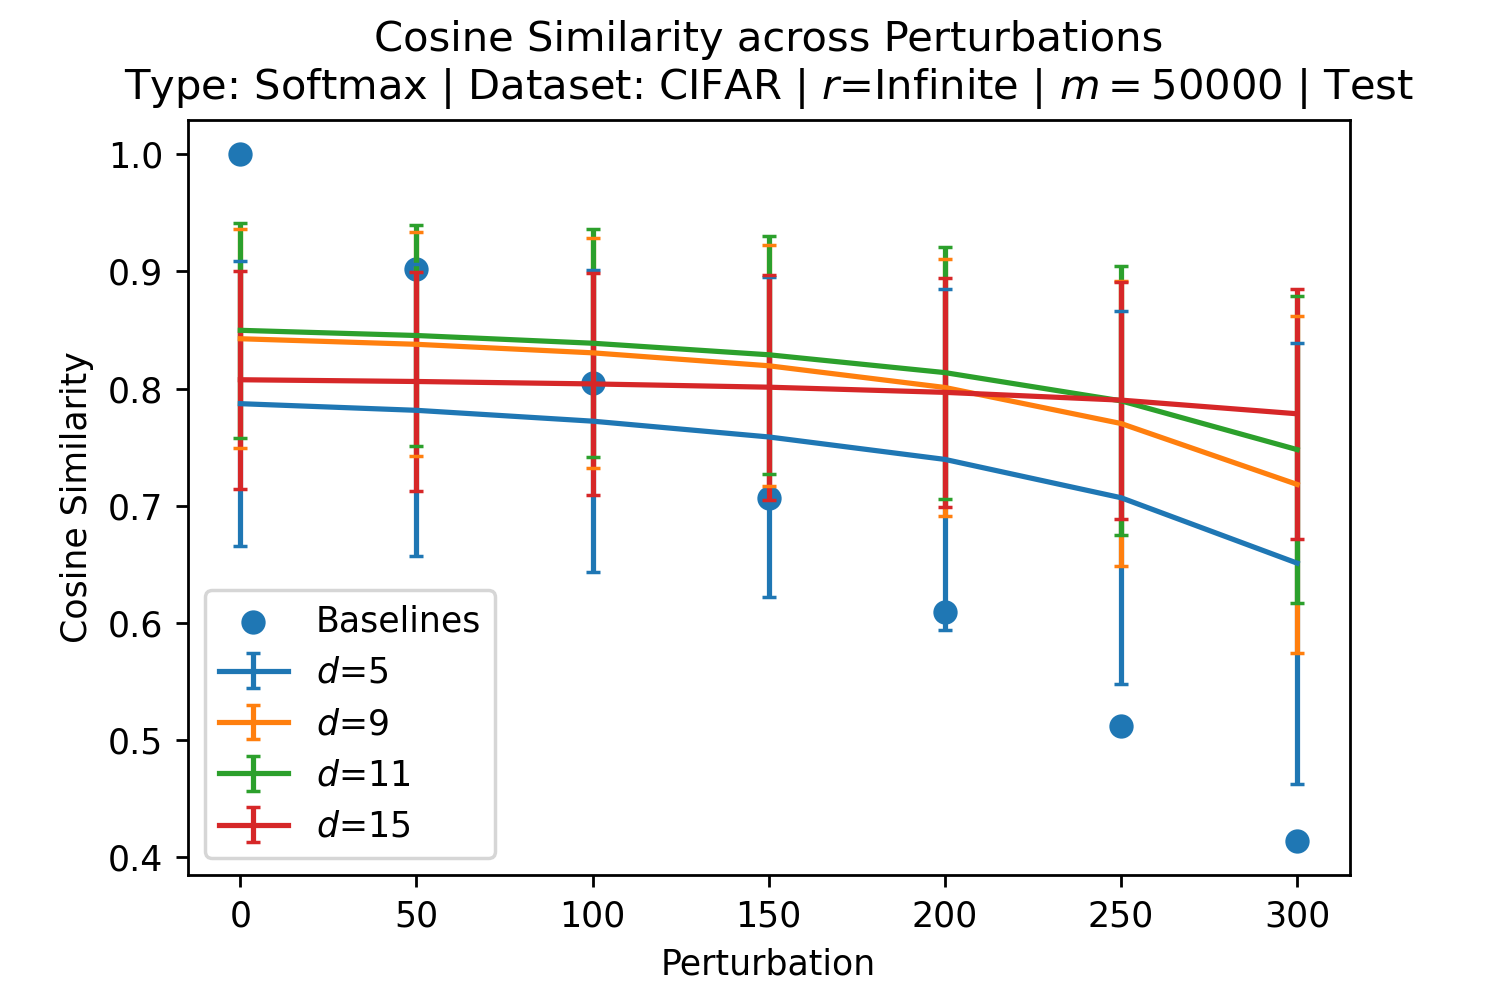 Cosine Similarity across Perturbations
Type: Softmax | Dataset: CIFAR | r=Infinite | m = 50000 | Test
Cosine Similarity
1.0
0.9
0.8
0.7
0.6
0.5
0.4
Baselines
d=5
d=9
d=11
d=15
0 50 100 150 200 250 300
Perturbation